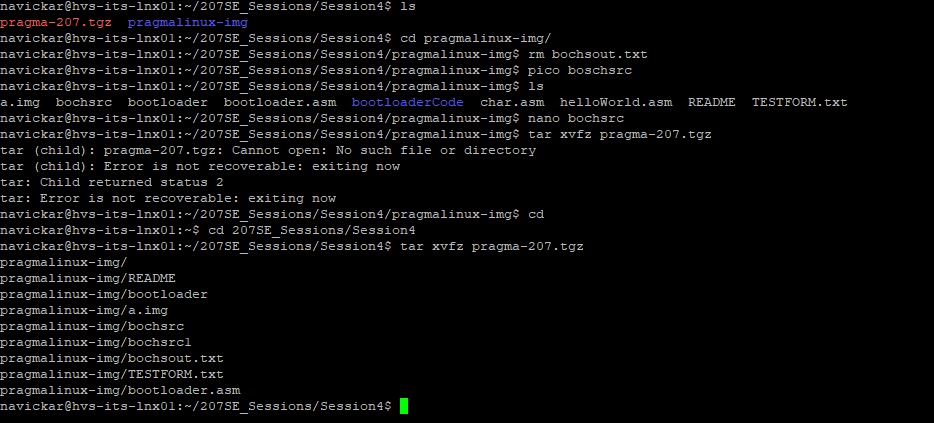 navickar@hvs-its-lnx01:~/207SE_Sessions/Session4$ ls
pragma-207.tgz  pragmalinux-img
navickar@hvs-its-lnx01:~/207SE_Sessions/Session4$ cd pragmalinux-img/
navickar@hvs-its-lnx01:~/207SE_Sessions/Session4/pragmalinux-img$ rm bochsout.txt
navickar@hvs-its-lnx01:~/207SE_Sessions/Session4/pragmalinux-img$ pico boschsrc
navickar@hvs-its-lnx01:~/207SE_Sessions/Session4/pragmalinux-img$ ls
a.img  bochsrc  bootloader  bootloader.asm  bootloaderCode  char.asm  helloWorld.asm  README  TESTFORM.txt
navickar@hvs-its-lnx01:~/207SE_Sessions/Session4/pragmalinux-img$ nano bochsrc
navickar@hvs-its-lnx01:~/207SE_Sessions/Session4/pragmalinux-img$ tar xvfz pragma-207.tgz
tar (child): pragma-207.tgz: Cannot open: No such file or directory
tar (child): Error is not recoverable: exiting now
tar: Child returned status 2
tar: Error is not recoverable: exiting now
navickar@hvs-its-lnx01:~/207SE_Sessions/Session4/pragmalinux-img$ cd
navickar@hvs-its-lnx01:~$ cd 207SE_Sessions/Session4
navickar@hvs-its-lnx01:~/207SE_Sessions/Session4$ tar xvfz pragma-207.tgz
pragmalinux-img/
pragmalinux-img/README
pragmalinux-img/bootloader
pragmalinux-img/a.img
pragmalinux-img/bochsrc
pragmalinux-img/bochsrc1
pragmalinux-img/bochsout.txt
pragmalinux-img/TESTFORM.txt
pragmalinux-img/bootloader.asm
navickar@hvs-its-lnx01:~/207SE_Sessions/Session4$